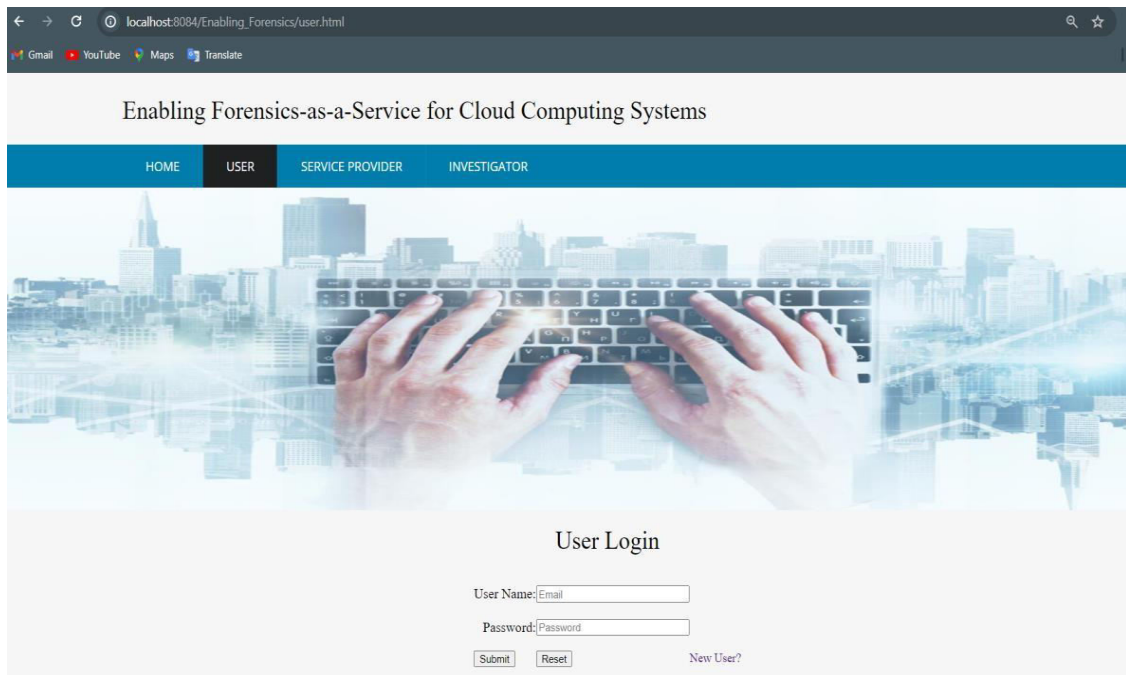 localhost:8084/Enabling_Forensics/user.html
Gmail YouTube Maps Translate
Enabling Forensics-as-a-Service for Cloud Computing Systems
HOME USER SERVICE PROVIDER INVESTIGATOR
User Login
User Name: Email
Password: Password
Submit Reset New User?